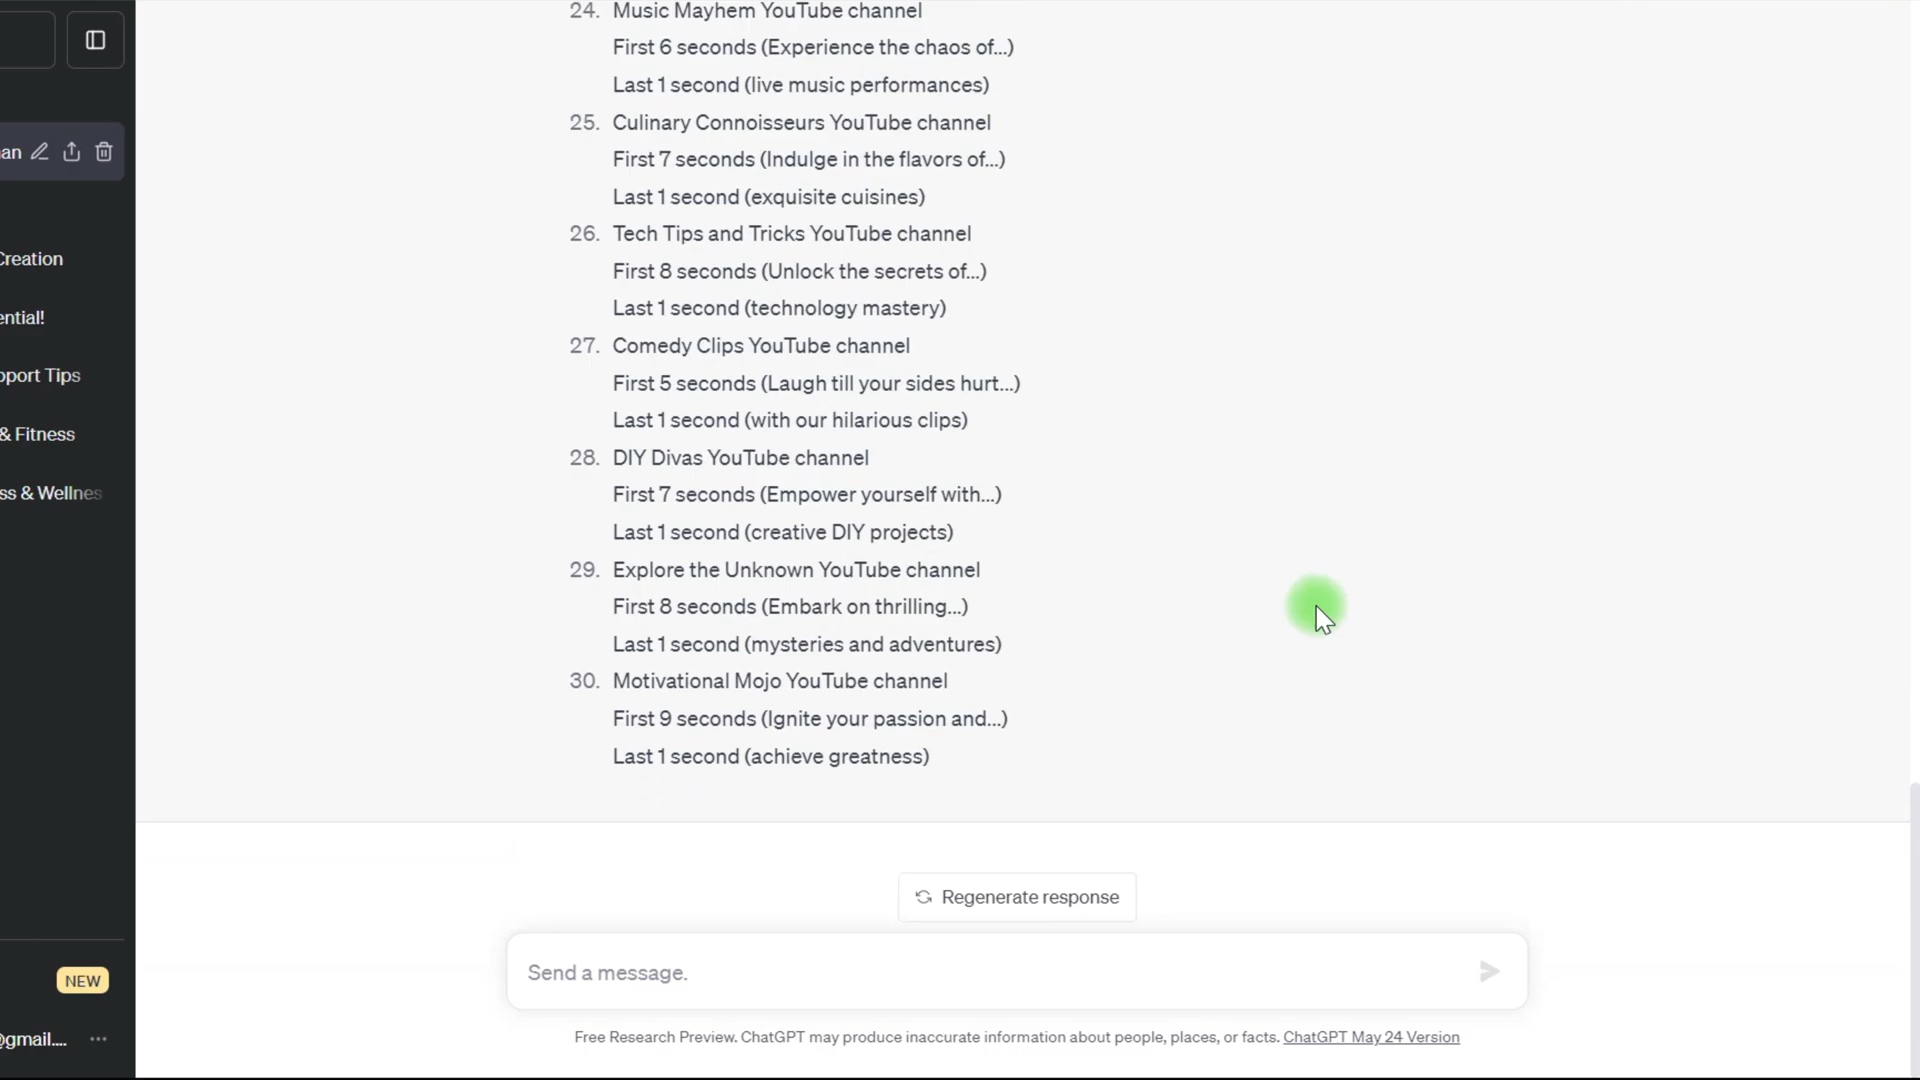 an
Creation
ential!
pport Tips
& Fitness
ss & Wellnes
NEW
@gmail....
24. Music Mayhem YouTube channel
First 6 seconds (Experience the chaos of...)
Last 1 second (live music performances)
25. Culinary Connoisseurs YouTube channel
First 7 seconds (Indulge in the flavors of...)
Last 1 second (exquisite cuisines)
26. Tech Tips and Tricks YouTube channel
First 8 seconds (Unlock the secrets of...)
Last 1 second (technology mastery)
27. Comedy Clips YouTube channel
First 5 seconds (Laugh till your sides hurt...)
Last 1 second (with our hilarious clips)
28. DIY Divas YouTube channel
First 7 seconds (Empower yourself with...)
Last 1 second (creative DIY projects)
29. Explore the Unknown YouTube channel
First 8 seconds (Embark on thrilling...)
Last 1 second (mysteries and adventures)
30. Motivational Mojo YouTube channel
First 9 seconds (Ignite your passion and...)
Last 1 second (achieve greatness)
Regenerate response
Send a message.
Free Research Preview. ChatGPT may produce inaccurate information about people, places, or facts. ChatGPT May 24 Version